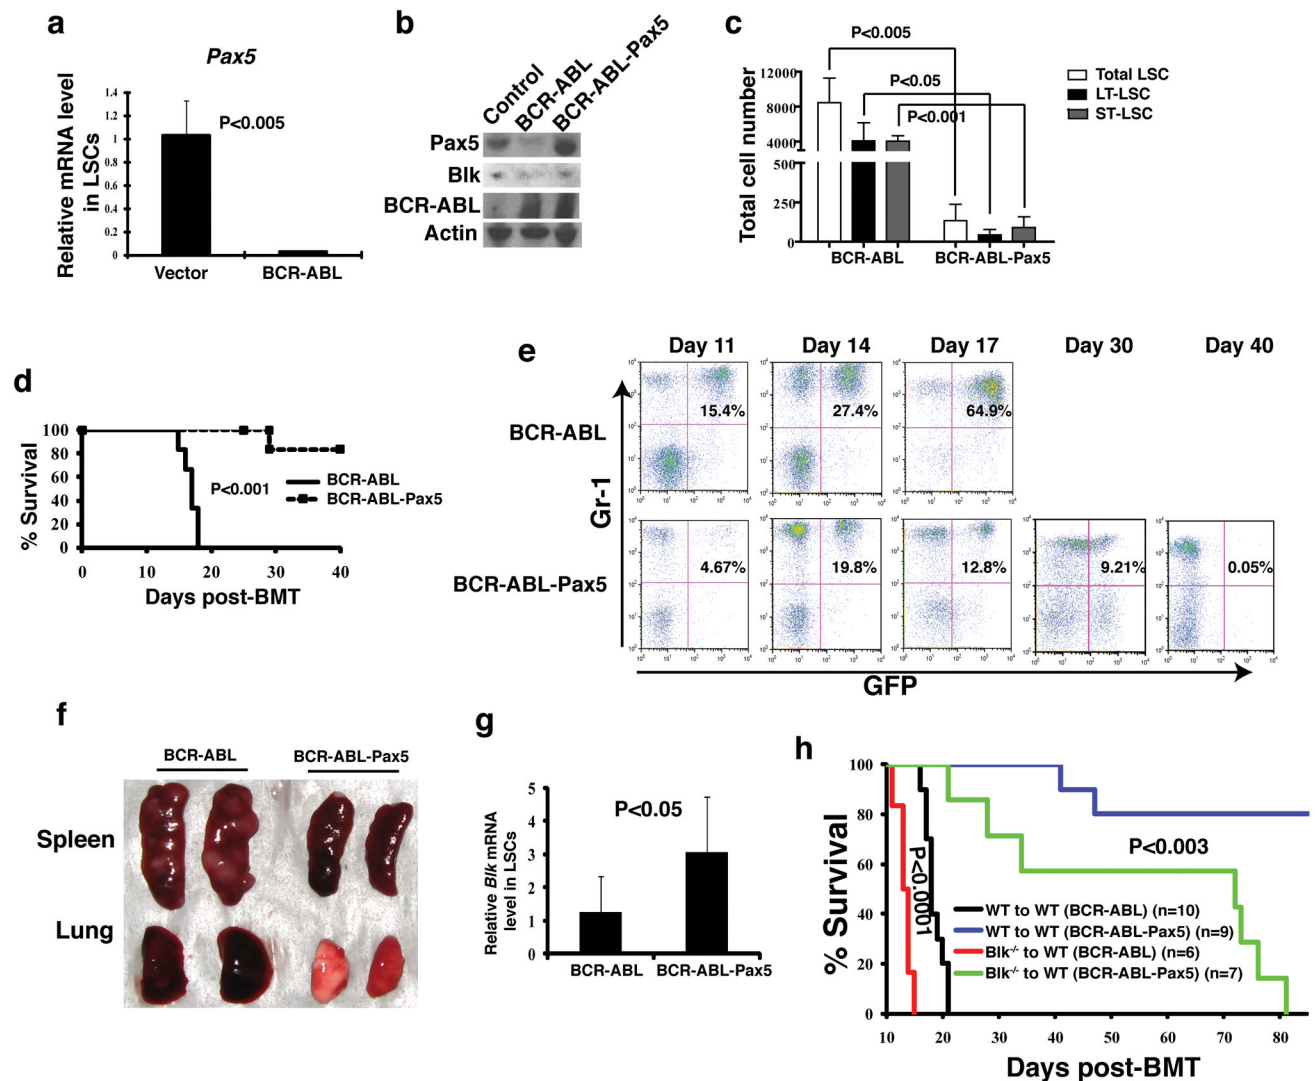 a
Pax5
Relative mRNA level
in LSCs
1.4
1.2
1
0.8
0.6
0.4
0.2
0
P<0.005
Vector
BCR-ABL
b
Control
BCR-ABL
BCR-ABL-Pax5
Pax5
Blk
BCR-ABL
Actin
c
P<0.005
P<0.05
P<0.001
Total cell number
12000
8000
4000
500
250
0
BCR-ABL
BCR-ABL-Pax5
Total LSC
LT-LSC
ST-LSC
d
% Survival
100
80
60
40
20
0
P<0.001
BCR-ABL
BCR-ABL-Pax5
0 10 20 30 40
Days post-BMT
e
Day 11 Day 14 Day 17 Day 30 Day 40
BCR-ABL
15.4% 27.4% 64.9%
Gr-1
BCR-ABL-Pax5
4.67% 19.8% 12.8% 9.21% 0.05%
GFP
f
BCR-ABL BCR-ABL-Pax5
Spleen
Lung
g
Relative Blk mRNA
level in LSCs
5
4
3
2
1
0
P<0.05
BCR-ABL BCR-ABL-Pax5
h
% Survival
100
80
60
40
20
0
P<0.0001
P<0.003
WT to WT (BCR-ABL) (n=10)
WT to WT (BCR-ABL-Pax5) (n=9)
Blk-/- to WT (BCR-ABL) (n=6)
Blk-/- to WT (BCR-ABL-Pax5) (n=7)
10 20 30 40 50 60 70 80
Days post-BMT